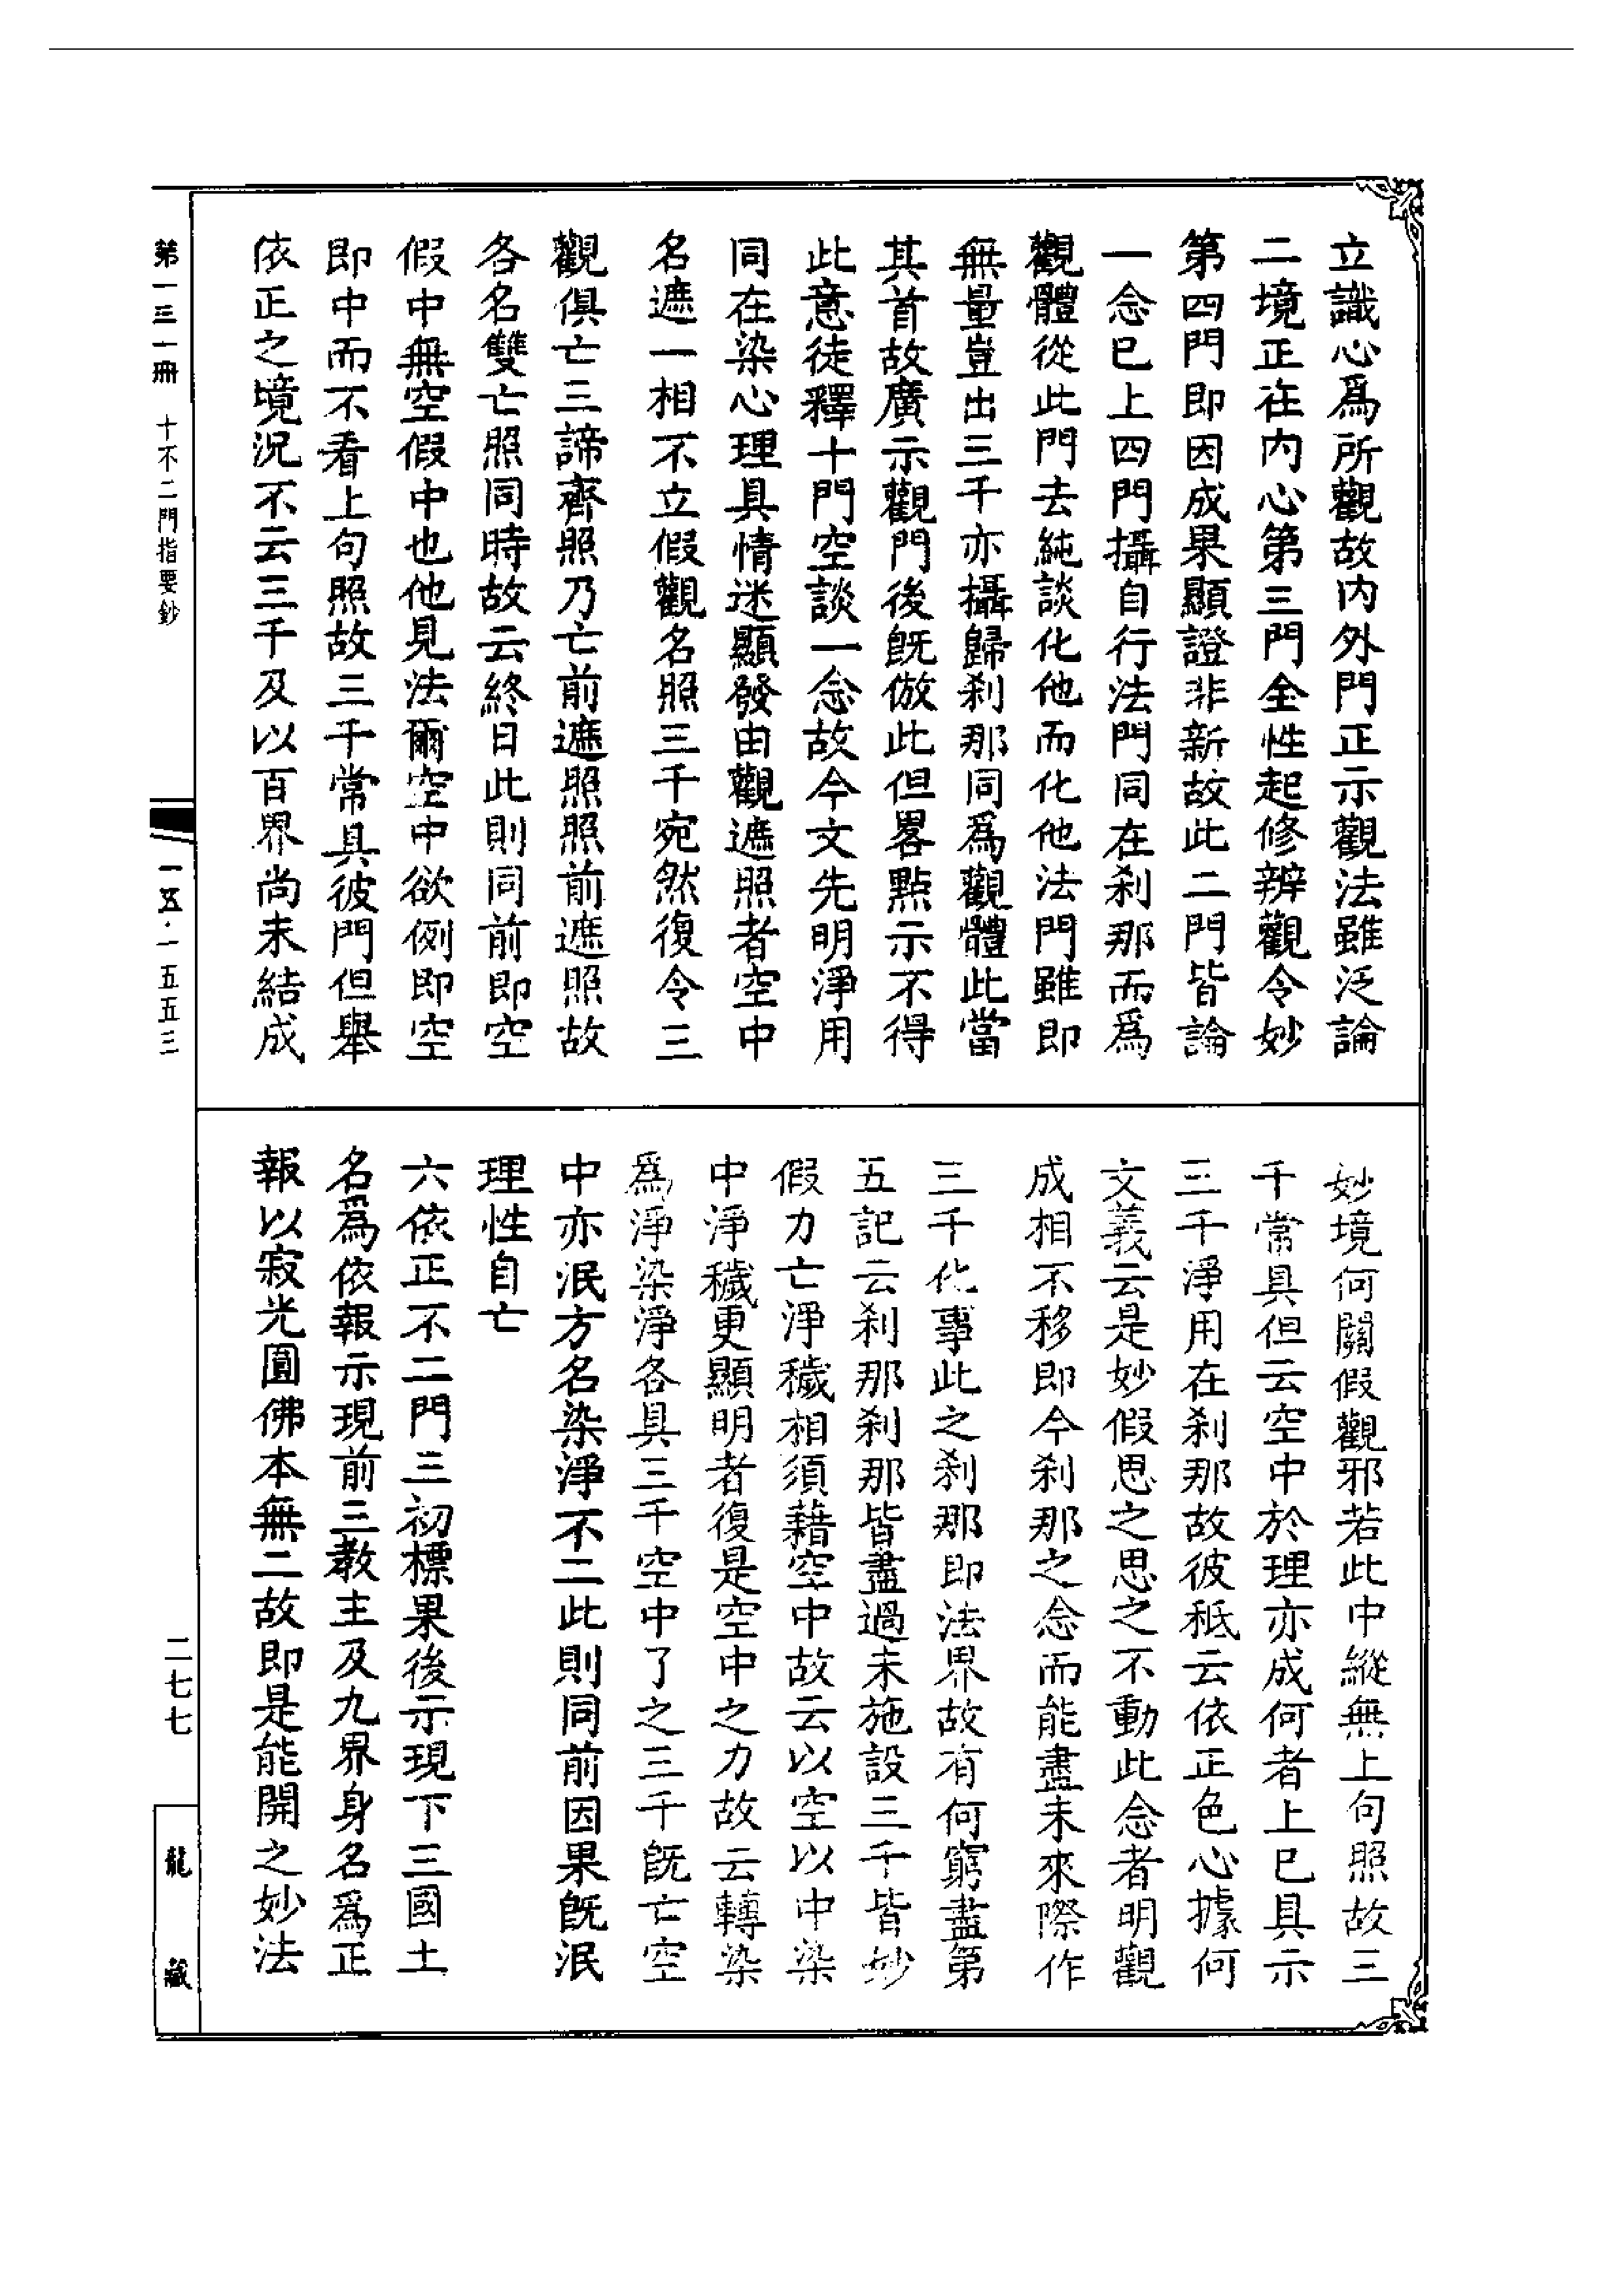 立識心爲所觀故内外門正示觀法雖泛論
二境正在内心第三門全性起修辨觀令妙
第四門即因成果顯證非新故此二門皆論
一念已上四門攝自行法門同在刹那而爲
觀體從此門去純談化他而化他法門雖即
無量豈出三千亦攝歸刹那同爲觀體此當
其首故廣示觀門後旣倣此但畧點示不得
此意徒釋十門空談一念故今文先明淨用
同在染心理具情迷顯發由觀遮照者空中
名遮一相不立假觀名照三千宛然復令三
觀俱亡三諦齊照乃亡前遮照照前遮照故
各名雙亡照同時故云終日此則同前即空
假中無空假中也他見法爾空中欲例即空
即中而不看上句照故三千常具彼門但舉
依正之境況不云三千及以百界尚未結成
妙境何關假觀邪若此中縱無上句照故三
千常具但云空中於理亦成何者上已具示
三千淨用在刹那故彼秖云依正色心據何
文義云是妙假思之思之不動此念者明觀
成相不移即今刹那之念而能盡未來際作
三千化事此之刹那即法界故有何窮盡第
五記云刹那刹那皆盡過未施設三千皆妙
假力亡淨穢相須藉空中故云以空以中染
中淨穢更顯明者復是空中之力故云轉染
爲淨染淨各具三千空中了之三千旣亡空
中亦泯方名染淨不二此則同前因果旣泯
理性自亡
六依正不二門三初標果後示現下三國土
名爲依報示現前三教主及九界身名爲正
報以寂光圓佛本無二故即是能開之妙法
第一三一冊　十不二門指要鈔
一五·一五五三
二七七
龍藏